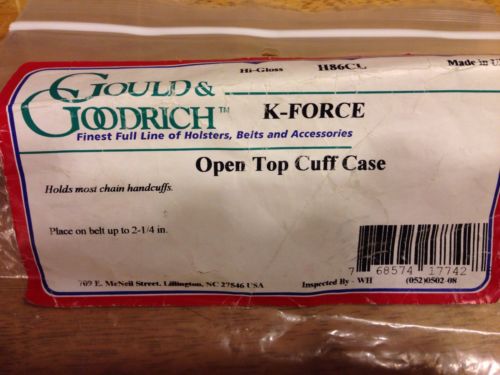 Hi-Gloss H86CL Made in U
GOULD &
GOODRICH™ K-FORCE
Finest Full Line of Holsters, Belts and Accessories
Open Top Cuff Case
Holds most chain handcuffs.
Place on belt up to 2-1/4 in.
7 68574 17742
709 E. McNeil Street, Lillington, NC 27546 USA Inspected By - WH (052)0502-08